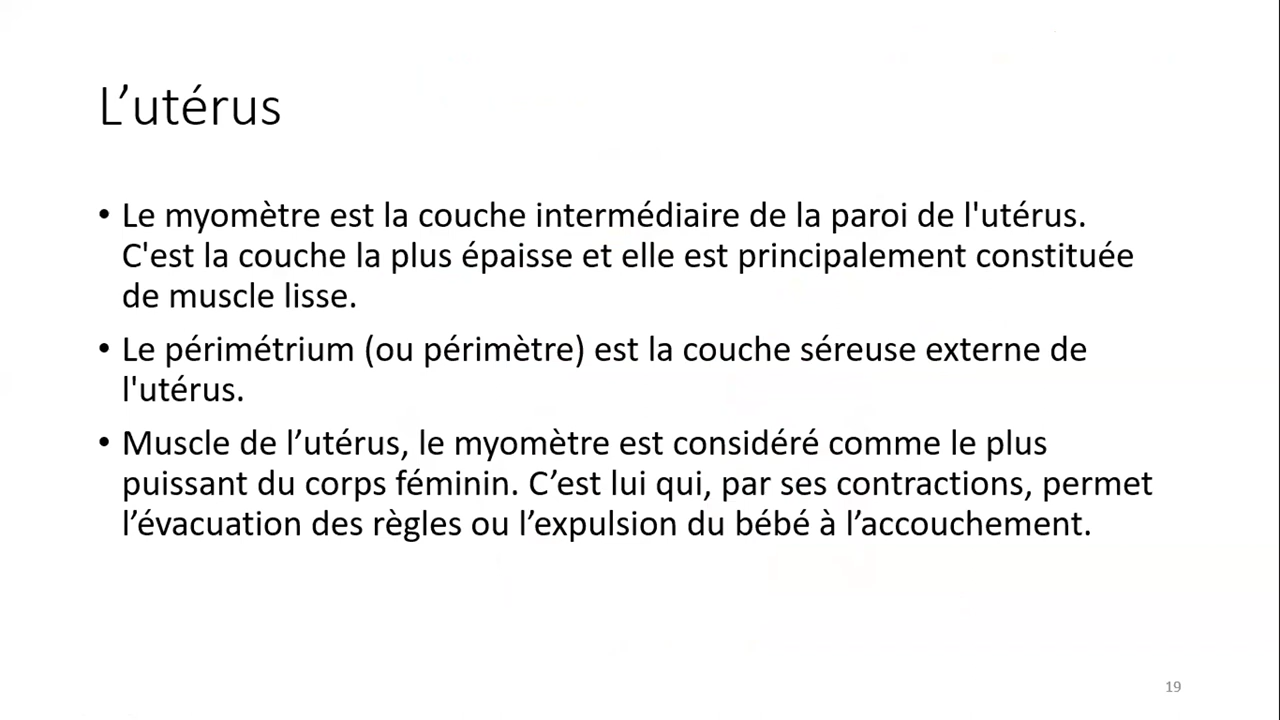 L’utérus
• Le myomètre est la couche intermédiaire de la paroi de l'utérus.
C'est la couche la plus épaisse et elle est principalement constituée
de muscle lisse.
• Le périmétrium (ou périmètre) est la couche séreuse externe de
l'utérus.
• Muscle de l’utérus, le myomètre est considéré comme le plus
puissant du corps féminin. C’est lui qui, par ses contractions, permet
l’évacuation des règles ou l’expulsion du bébé à l’accouchement.
19